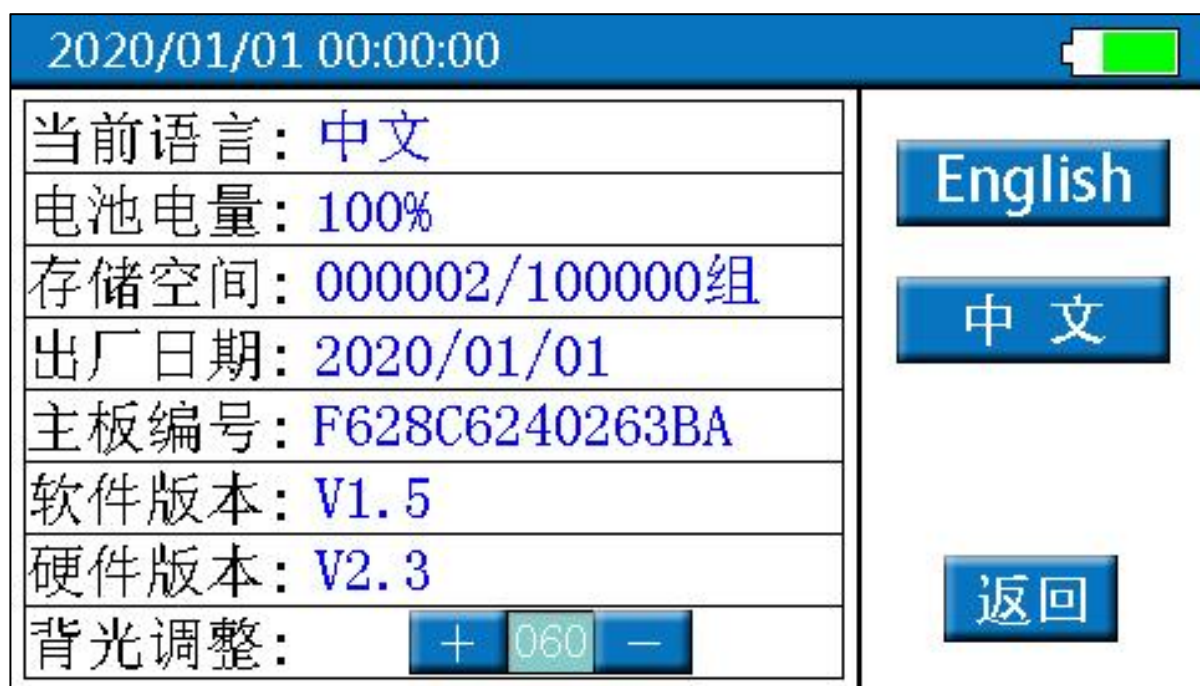 2020/01/01 00:00:00
当前语言: 中文
电池电量: 100%
存储空间: 000002/100000组
出厂日期: 2020/01/01
主板编号: F628C6240263BA
软件版本: V1.5
硬件版本: V2.3
背光调整: + 060 -
English
中 文
返回